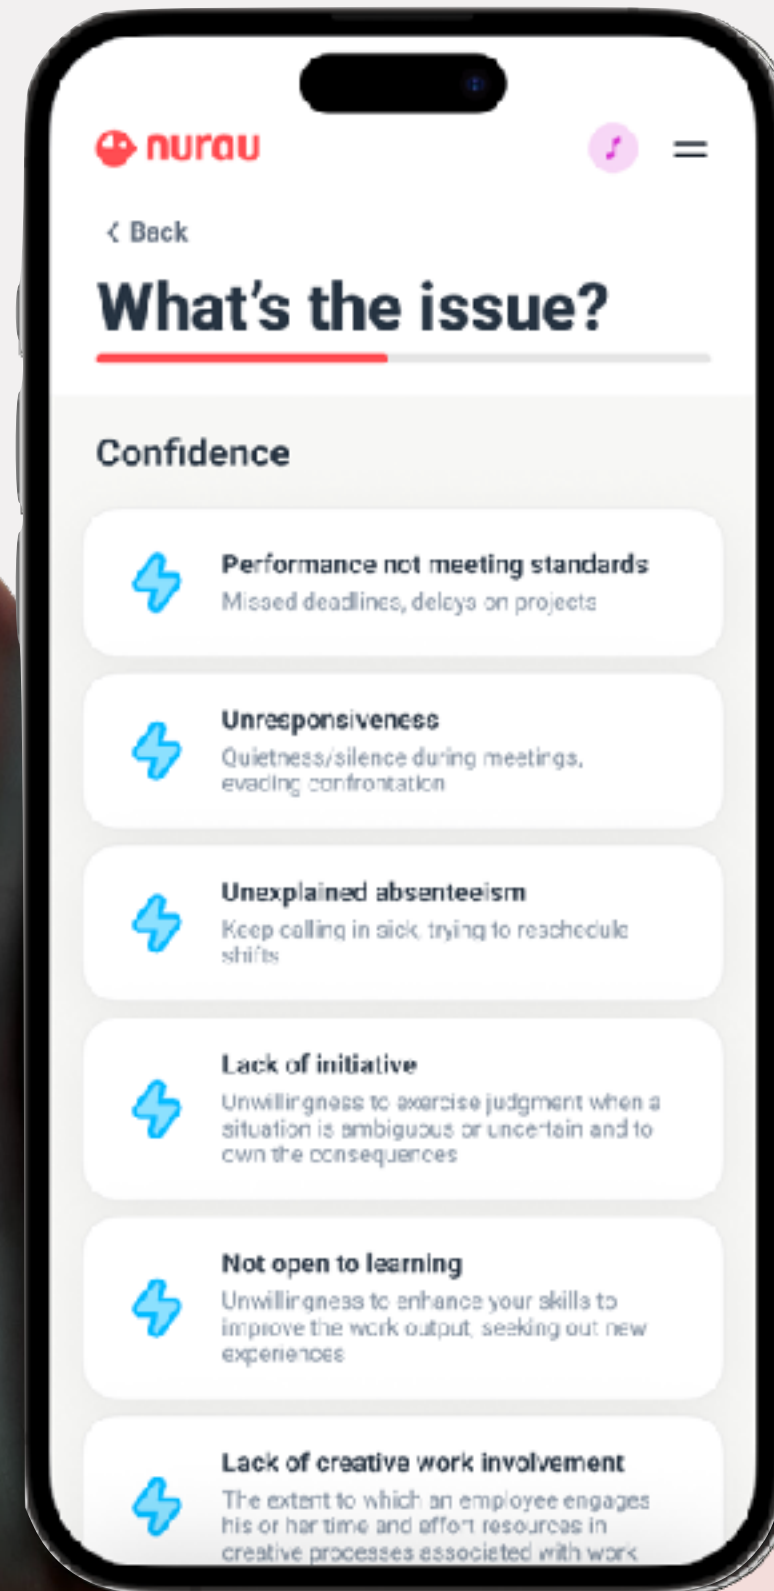 nurau
Back
What's the issue?
Confidence
Performance not meeting standards
Missed deadlines, delays on projects
Unresponsiveness
Quietness/silence during meetings,
evading confrontation
Unexplained absenteeism
Keep calling in sick, trying to reschedule
shifts
Lack of initiative
Unwillingness to exercise judgment when a
situation is ambiguous or uncertain and to
own the consequences
Not open to learning
Unwillingness to enhance your skills to
improve the work output, seeking out new
experiences
Lack of creative work involvement
The extent to which an employee engages
his or her time and effort resources in
creative processes associated with work